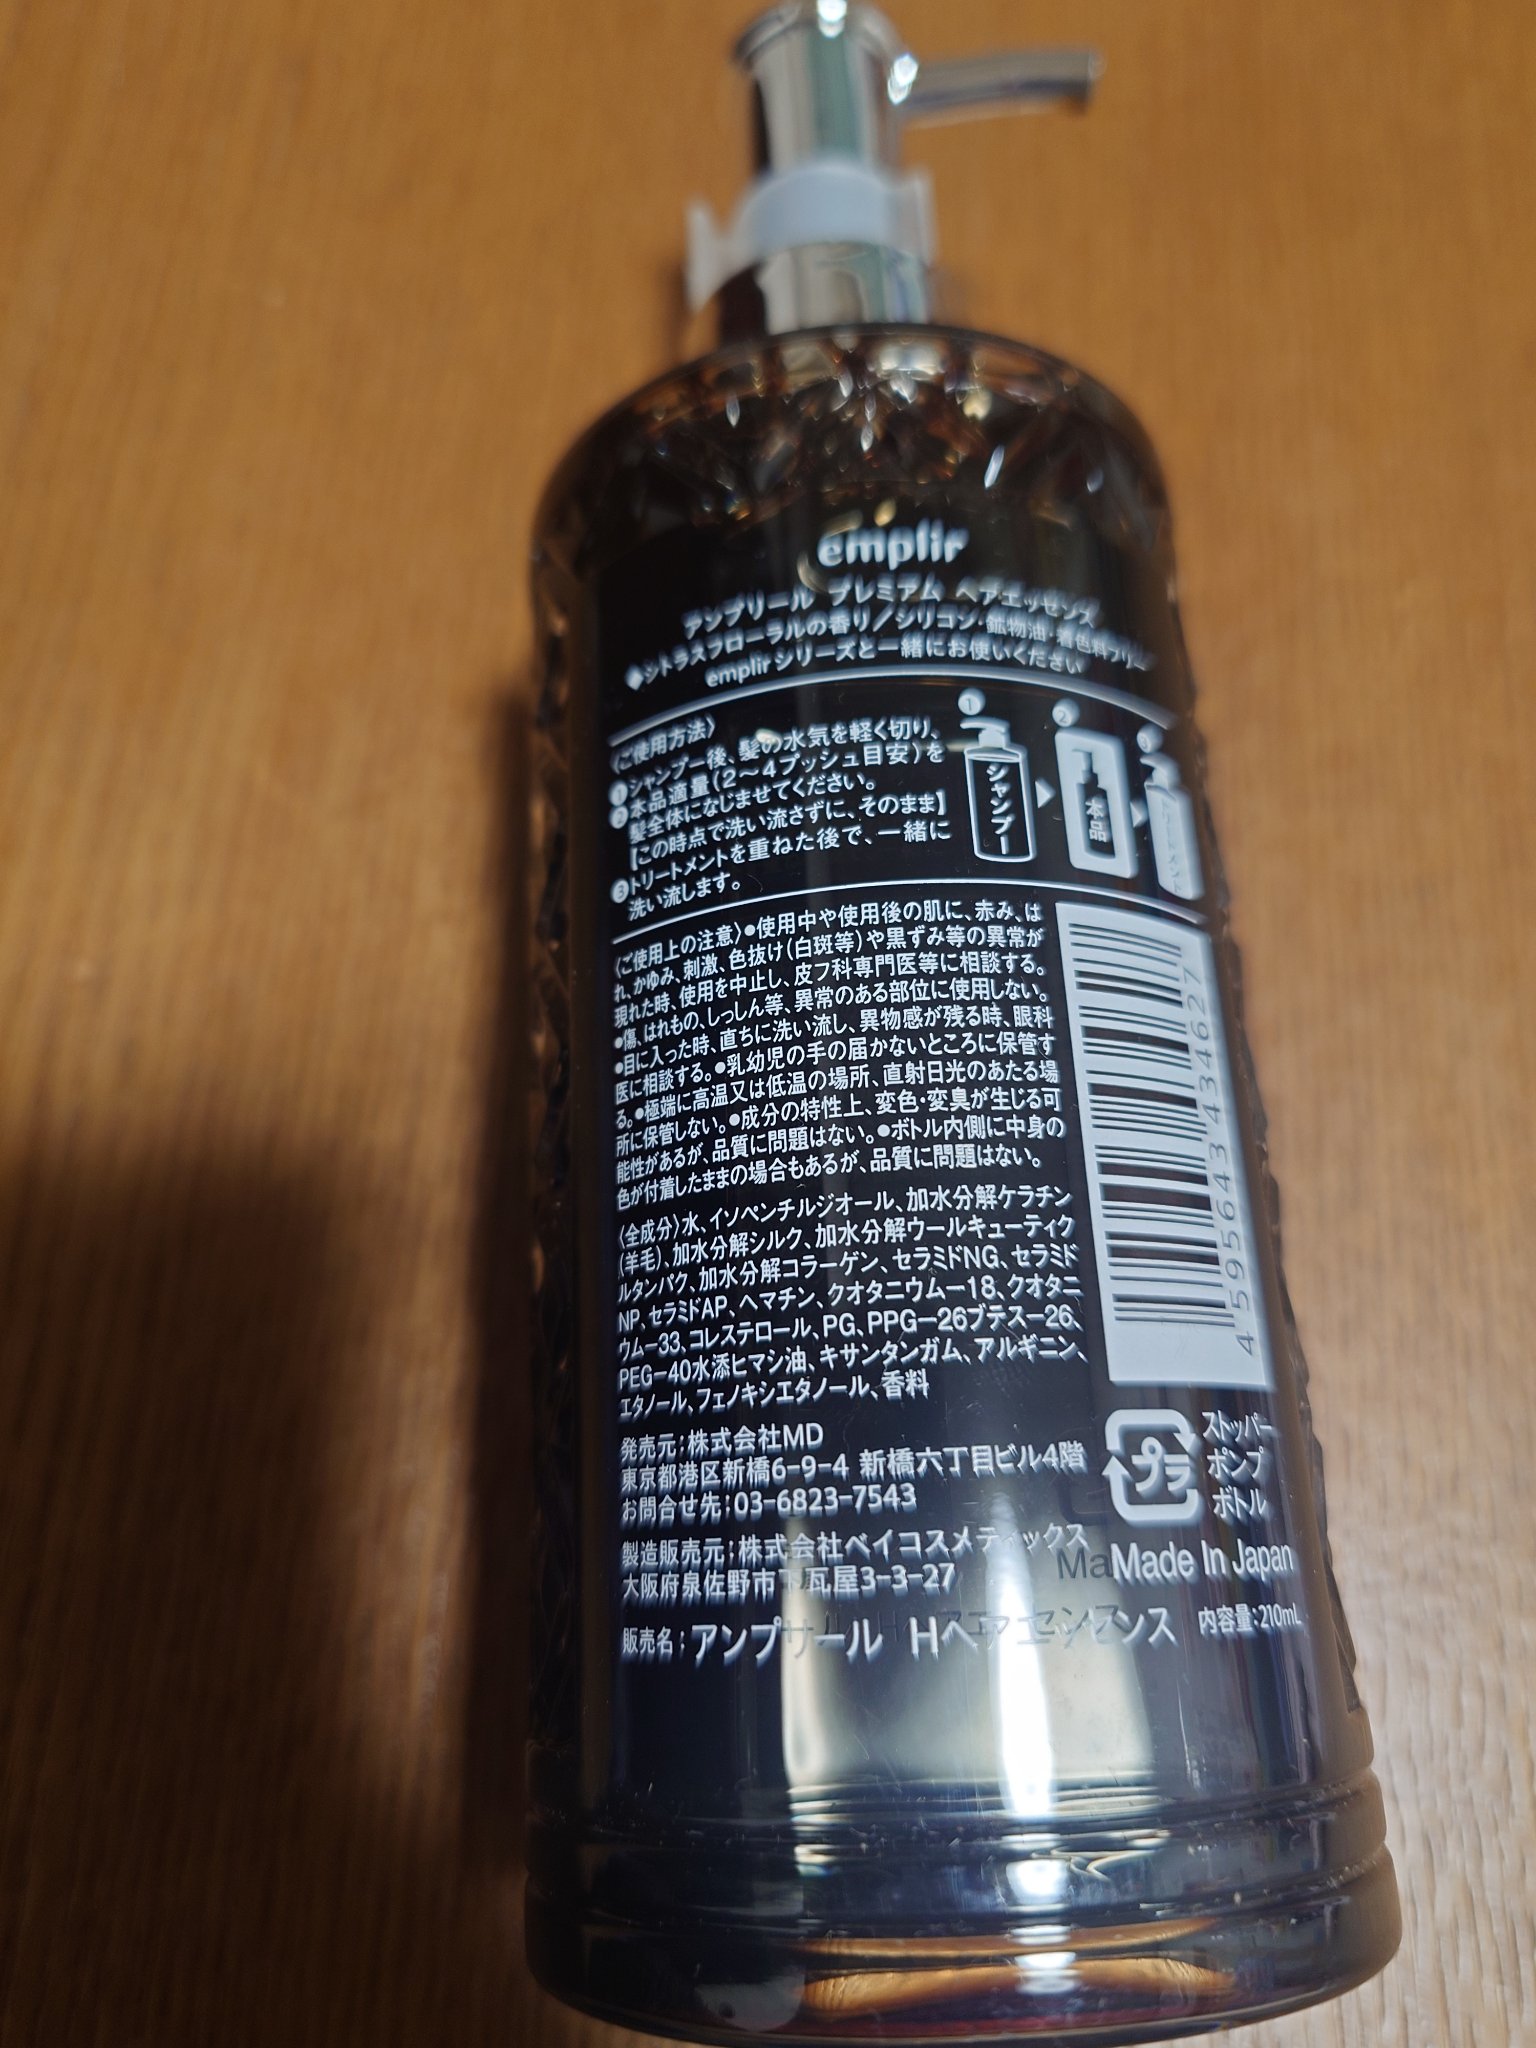 emplir
アンプリール プレミアム ヘアエッセンス
◆シトラスフローラルの香り／シリコン・鉱物油・着色料フリー
emplirシリーズと一緒にお使いください
〈ご使用方法〉
❶シャンプー後、髪の水気を軽く切り、
❷本品適量(2〜4プッシュ目安)を
髪全体になじませてください。
【この時点で洗い流さずに、そのまま】
❸トリートメントを重ねた後で、一緒に
洗い流します。
①
シャンプー
②
本品
③
トリートメント
〈ご使用上の注意〉●使用中や使用後の肌に、赤み、は
れ、かゆみ、刺激、色抜け(白斑等)や黒ずみ等の異常が
現れた時、使用を中止し、皮フ科専門医等に相談する。
●傷、はれもの、しっしん等、異常のある部位に使用しない。
●目に入った時、直ちに洗い流し、異物感が残る時、眼科
医に相談する。●乳幼児の手の届かないところに保管す
る。●極端に高温又は低温の場所、直射日光のあたる場
所に保管しない。●成分の特性上、変色・変臭が生じる可
能性があるが、品質に問題はない。●ボトル内側に中身の
色が付着したままの場合もあるが、品質に問題はない。
〈全成分〉水、イソペンチルジオール、加水分解ケラチン
(羊毛)、加水分解シルク、加水分解ウールキューティク
ルタンパク、加水分解コラーゲン、セラミドNG、セラミド
NP、セラミドAP、ヘマチン、クオタニウム－18、クオタニ
ウム－33、コレステロール、PG、PPG－26ブテス－26、
PEG－40水添ヒマシ油、キサンタンガム、アルギニン、
エタノール、フェノキシエタノール、香料
4 595643 434627
発売元：株式会社MD
東京都港区新橋6-9-4 新橋六丁目ビル4階
お問合せ先：03-6823-7543
プラ
ストッパー
ポンプ
ボトル
製造販売元：株式会社ベイコスメティックス
大阪府泉佐野市下瓦屋3-3-27
Made In Japan
販売名：アンプサール Hヘアエッセンス
内容量：210mL